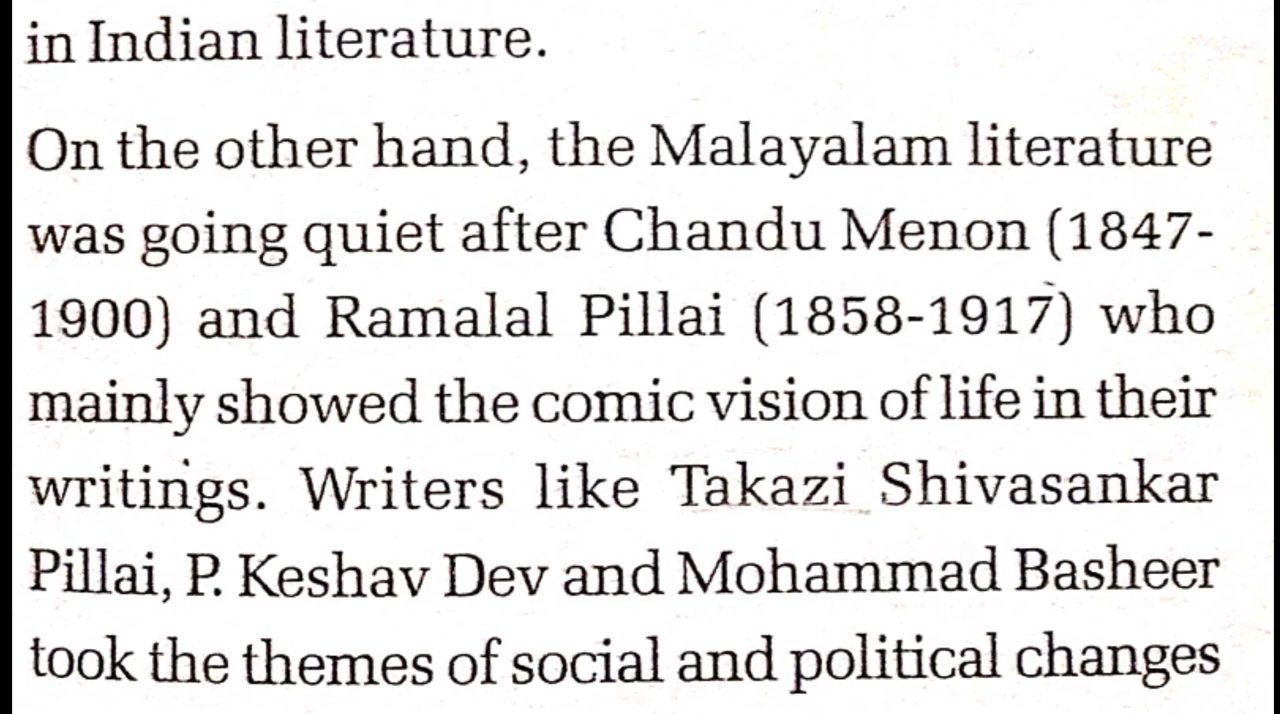 in Indian literature.
On the other hand, the Malayalam literature
was going quiet after Chandu Menon (1847-
1900) and Ramalal Pillai (1858-1917) who
mainly showed the comic vision of life in their
writings. Writers like Takazi Shivasankar
Pillai, P. Keshav Dev and Mohammad Basheer
took the themes of social and political changes